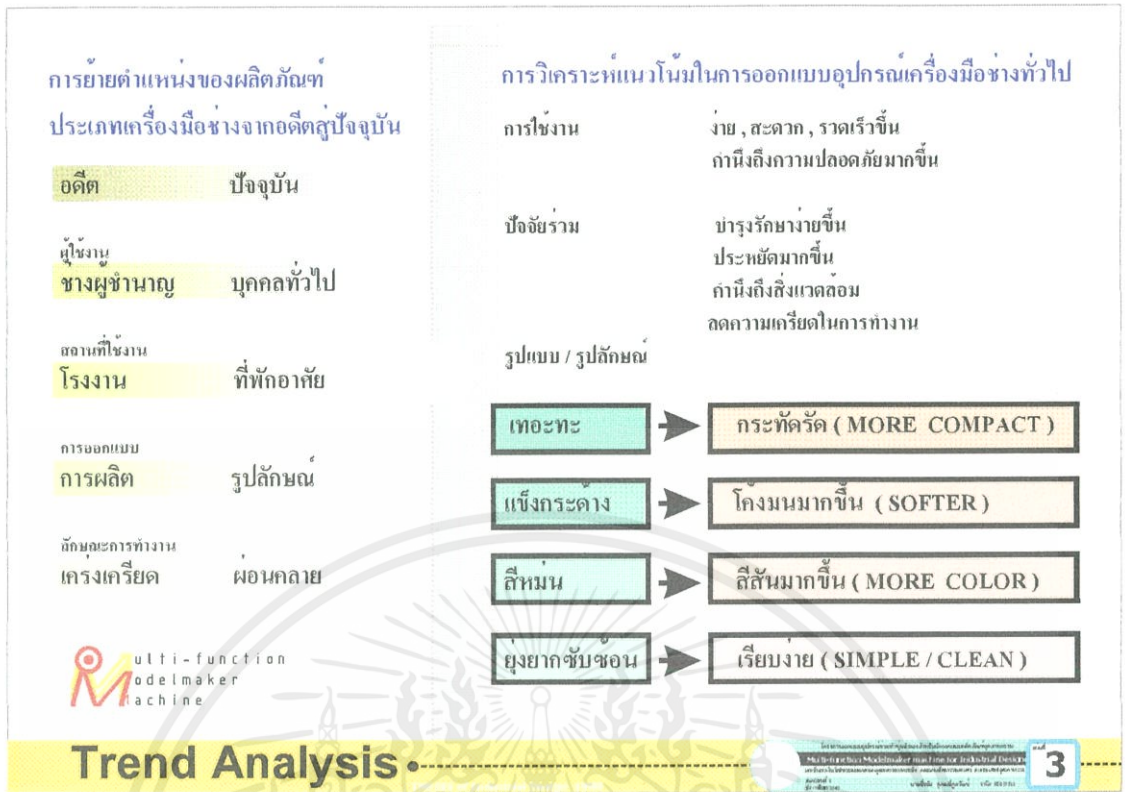 การย้ายตำแหน่งของผลิตภัณฑ์
ประเภทเครื่องมือช่างจากอดีตสู่ปัจจุบัน
อดีต ปัจจุบัน
ผู้ใช้งาน
ช่างผู้ชำนาญ บุคคลทั่วไป
สถานที่ใช้งาน
โรงงาน ที่พักอาศัย
การออกแบบ
การผลิต รูปลักษณ์
ลักษณะการทำงาน
เคร่งเครียด ผ่อนคลาย
การวิเคราะห์แนวโน้มในการออกแบบอุปกรณ์เครื่องมือช่างทั่วไป
การใช้งาน ง่าย , สะดวก , รวดเร็วขึ้น
คำนึงถึงความปลอดภัยมากขึ้น
ปัจจัยร่วม บำรุงรักษาง่ายขึ้น
ประหยัดมากขึ้น
คำนึงถึงสิ่งแวดล้อม
ลดความเครียดในการทำงาน
รูปแบบ / รูปลักษณ์
เทอะทะ กระทัดรัด ( MORE COMPACT )
แข็งกระด้าง โค้งมนมากขึ้น ( SOFTER )
สีหม่น สีสันมากขึ้น ( MORE COLOR )
ยุ่งยากซับซ้อน เรียบง่าย ( SIMPLE / CLEAN )
Multi-function
Modelmaker
Machine
Trend Analysis
Multi-function Modelmaker machine for Industrial Design
3